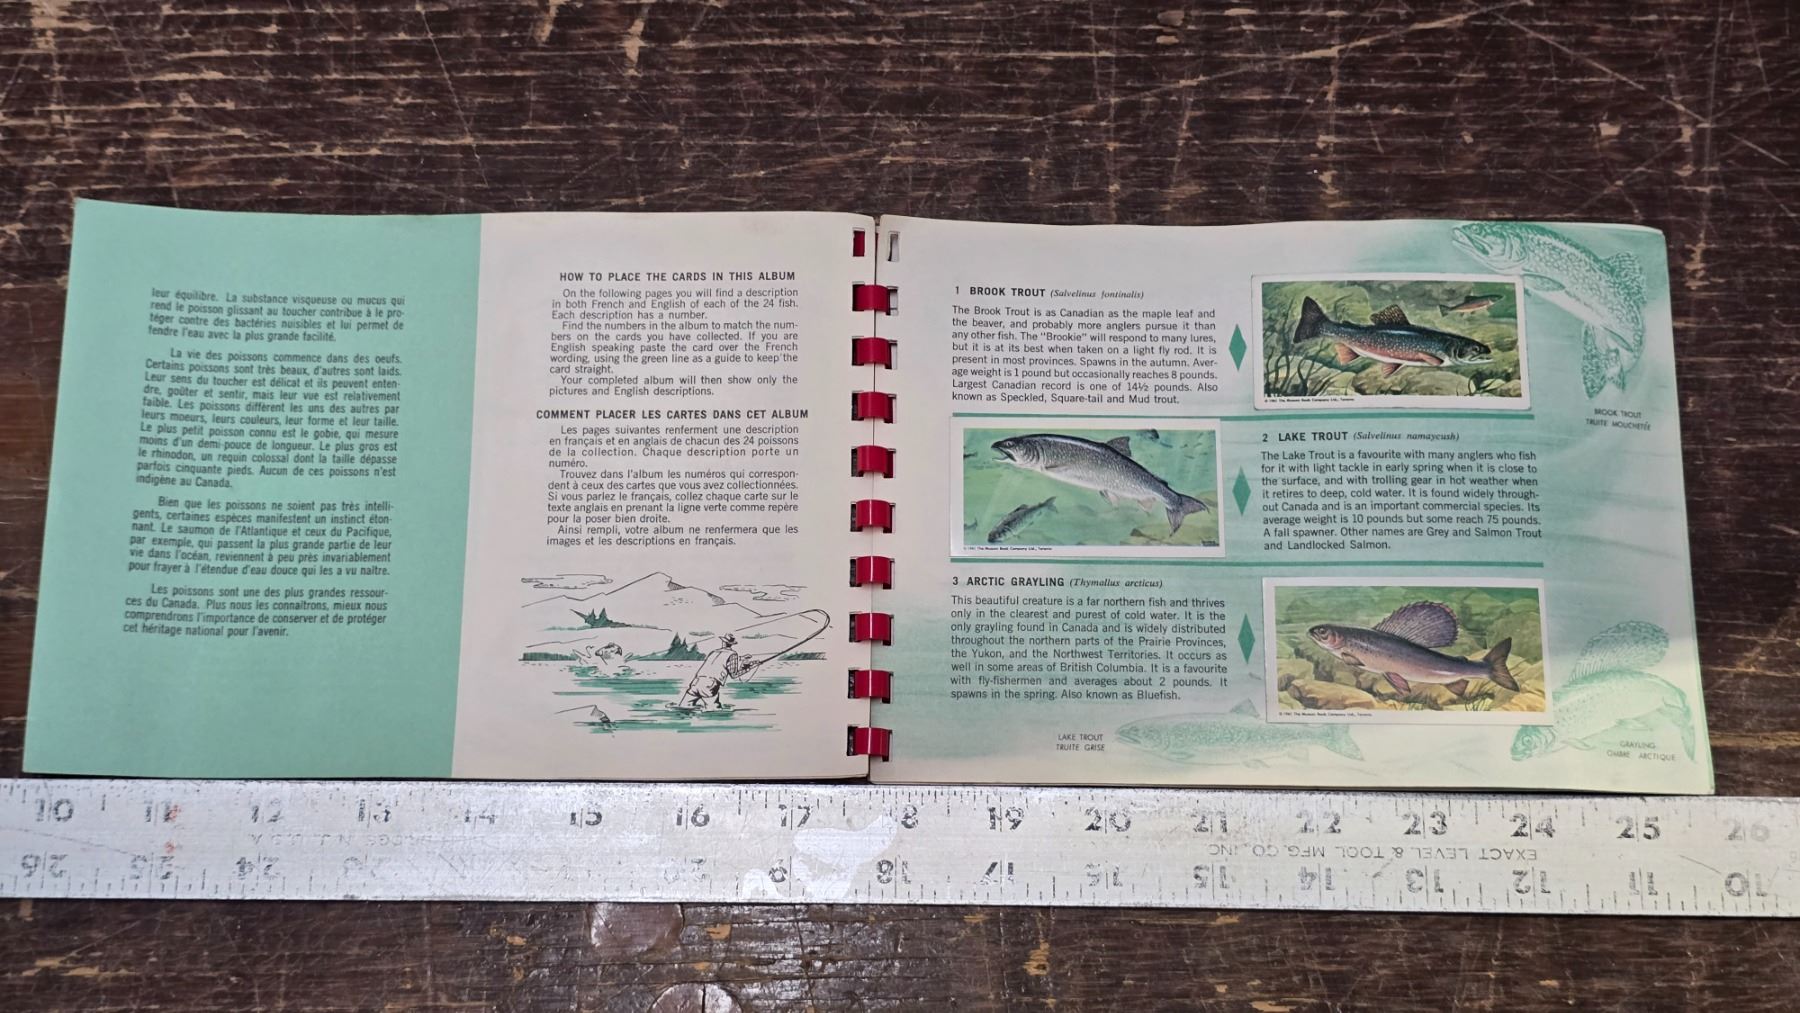 leur équilibre. La substance visqueuse ou mucus qui
rend le poisson glissant au toucher contribue à le pro-
téger contre des bactéries nuisibles et lui permet de
fendre l'eau avec la plus grande facilité.
La vie des poissons commence dans des oeufs.
Certains poissons sont très beaux, d'autres sont laids.
Leur sens du toucher est délicat et ils peuvent enten-
dre, goûter et sentir, mais leur vue est relativement
faible. Les poissons diffèrent les uns des autres par
leurs moeurs, leurs couleurs, leur forme et leur taille.
Le plus petit poisson connu est le gobie, qui mesure
moins d'un demi-pouce de longueur. Le plus gros est
le rhinodon, un requin colossal dont la taille dépasse
parfois cinquante pieds. Aucun de ces poissons n'est
indigène au Canada.
Bien que les poissons ne soient pas très intelli-
gents, certaines espèces manifestent un instinct éton-
nant. Le saumon de l'Atlantique et ceux du Pacifique,
par exemple, qui passent la plus grande partie de leur
vie dans l'océan, reviennent à peu près invariablement
pour frayer à l'étendue d'eau douce qui les a vu naître.
Les poissons sont une des plus grandes ressour-
ces du Canada. Plus nous les connaîtrons, mieux nous
comprendrons l'importance de conserver et de protéger
cet héritage national pour l'avenir.
HOW TO PLACE THE CARDS IN THIS ALBUM
On the following pages you will find a description
in both French and English of each of the 24 fish.
Each description has a number.
Find the numbers in the album to match the num-
bers on the cards you have collected. If you are
English speaking paste the card over the French
wording, using the green line as a guide to keep the
card straight.
Your completed album will then show only the
pictures and English descriptions.
COMMENT PLACER LES CARTES DANS CET ALBUM
Les pages suivantes renferment une description
en français et en anglais de chacun des 24 poissons
de la collection. Chaque description porte un
numéro.
Trouvez dans l'album les numéros qui correspon-
dent à ceux des cartes que vous avez collectionnées.
Si vous parlez le français, collez chaque carte sur le
texte anglais en prenant la ligne verte comme repère
pour la poser bien droite.
Ainsi rempli, votre album ne renfermera que les
images et les descriptions en français.
1 BROOK TROUT (Salvelinus fontinalis)
The Brook Trout is as Canadian as the maple leaf and
the beaver, and probably more anglers pursue it than
any other fish. The "Brookie" will respond to many lures,
but it is at its best when taken on a light fly rod. It is
present in most provinces. Spawns in the autumn. Aver-
age weight is 1 pound but occasionally reaches 8 pounds.
Largest Canadian record is one of 14½ pounds. Also
known as Speckled, Square-tail and Mud trout.
BROOK TROUT
TRUITE MOUCHETÉE
2 LAKE TROUT (Salvelinus namaycush)
The Lake Trout is a favourite with many anglers who fish
for it with light tackle in early spring when it is close to
the surface, and with trolling gear in hot weather when
it retires to deep, cold water. It is found widely through-
out Canada and is an important commercial species. Its
average weight is 10 pounds but some reach 75 pounds.
A fall spawner. Other names are Grey and Salmon Trout
and Landlocked Salmon.
3 ARCTIC GRAYLING (Thymallus arcticus)
This beautiful creature is a far northern fish and thrives
only in the clearest and purest of cold water. It is the
only grayling found in Canada and is widely distributed
throughout the northern parts of the Prairie Provinces,
the Yukon, and the Northwest Territories. It occurs as
well in some areas of British Columbia. It is a favourite
with fly-fishermen and averages about 2 pounds. It
spawns in the spring. Also known as Bluefish.
LAKE TROUT
TRUITE GRISE
GRAYLING
OMBRE ARCTIQUE
10 11 12 13 14 15 16 17 18 19 20 21 22 23 24 25 26
EXACT LEVEL & TOOL MFG. CO., INC.